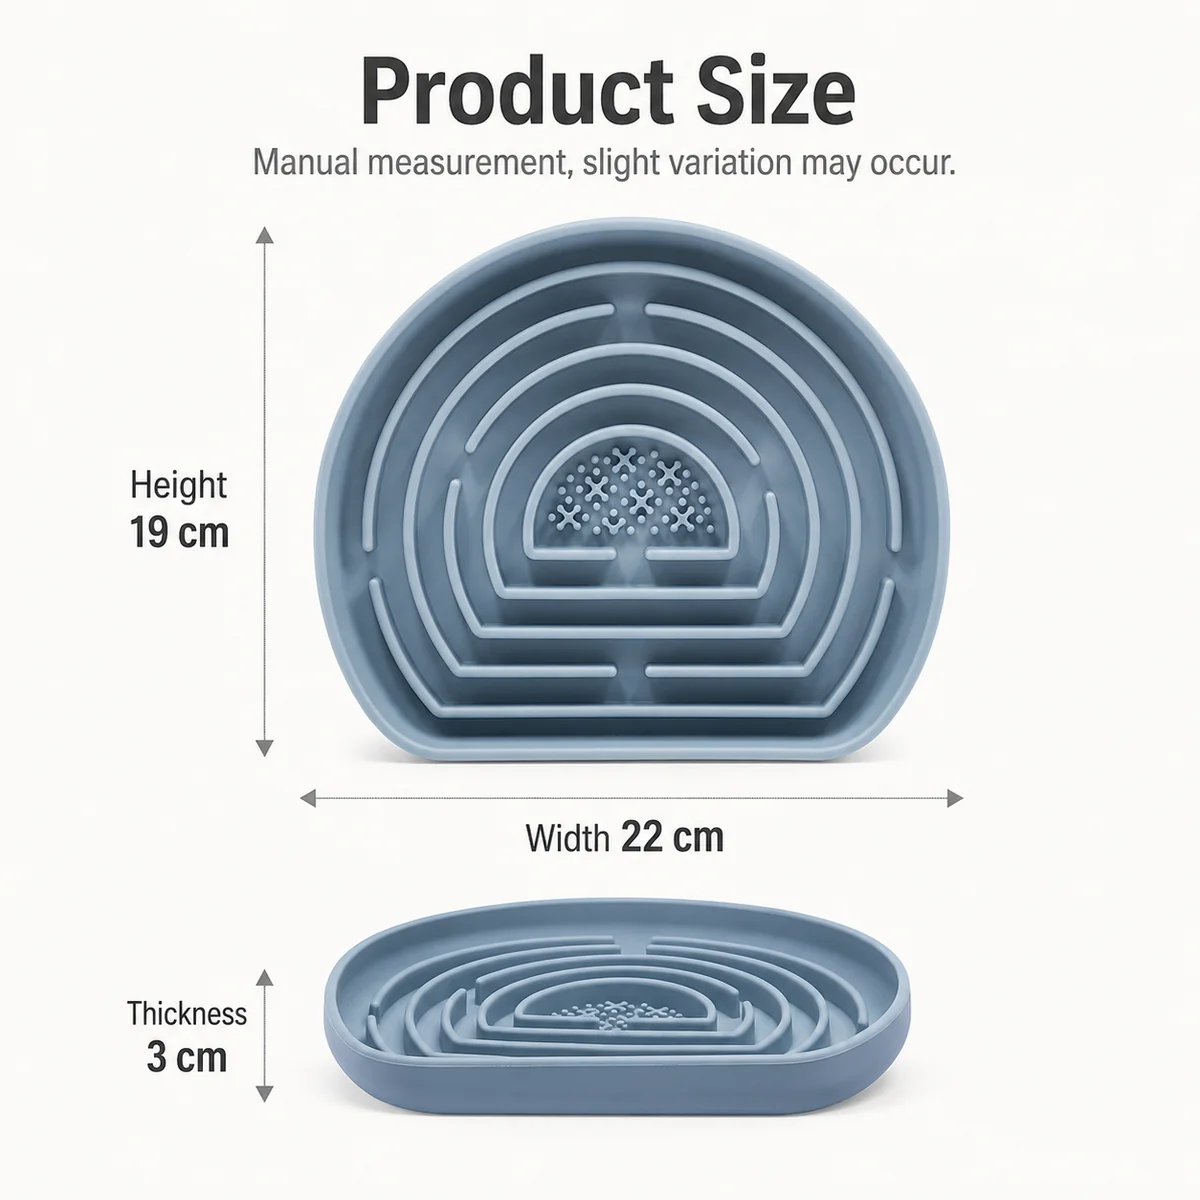 Product Size
Manual measurement, slight variation may occur.
Height
19 cm
Width 22 cm
Thickness
3 cm